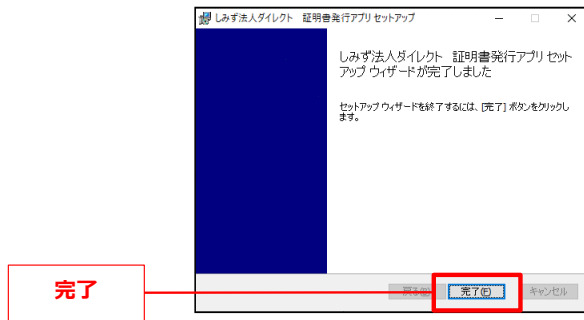 しみず法人ダイレクト 証明書発行アプリ セットアップ
しみず法人ダイレクト 証明書発行アプリ セット
アップ ウィザードが完了しました
セットアップ ウィザードを終了するには、[完了] ボタンをクリックし
ます。
完了
戻る(B)
完了(F)
キャンセル